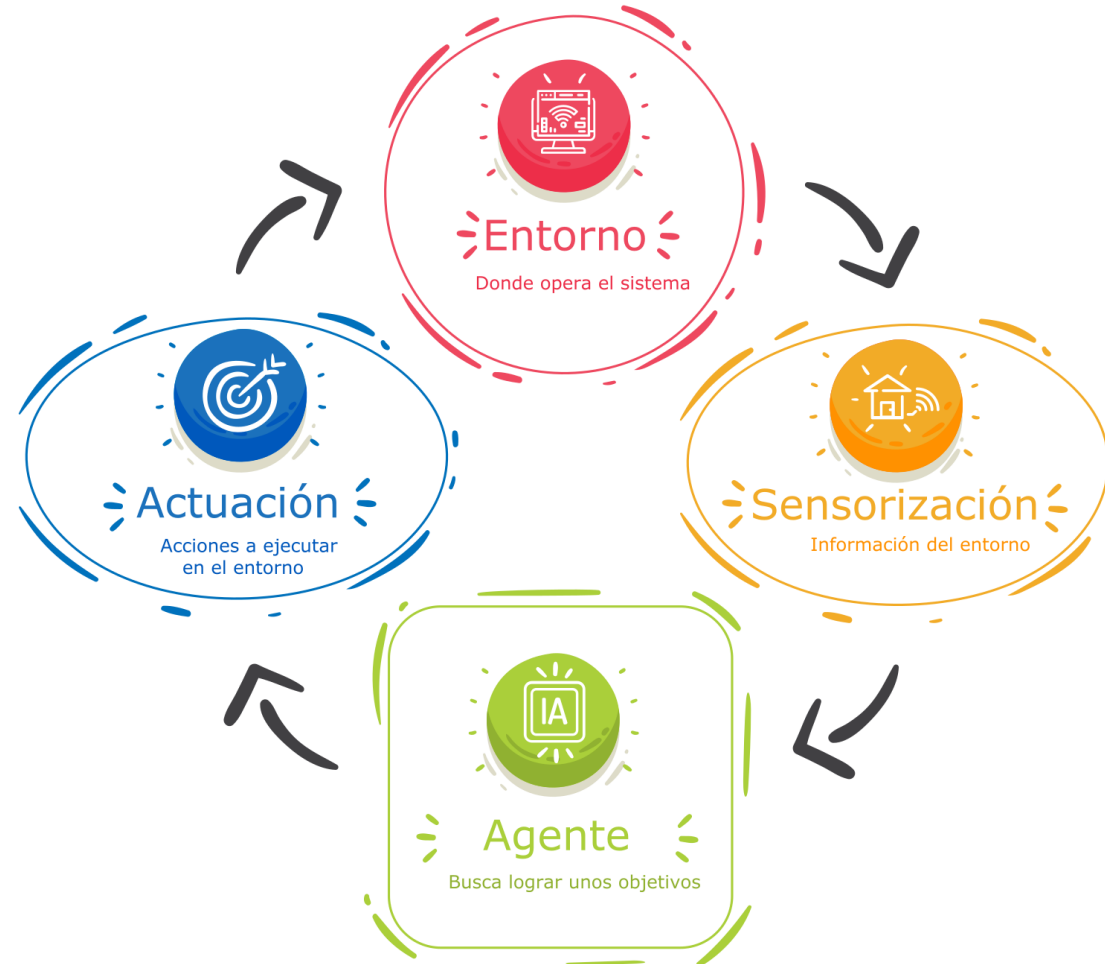 Entorno
Donde opera el sistema
Actuación
Acciones a ejecutar
en el entorno
Sensorización
Información del entorno
IA
Agente
Busca lograr unos objetivos